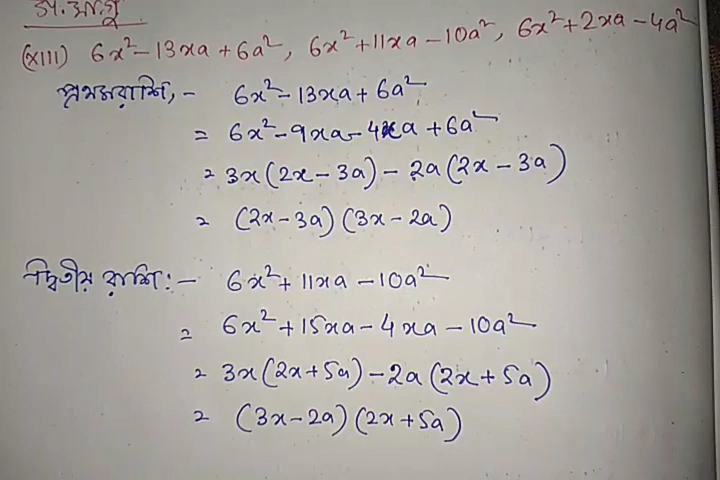 ল.সা.গু
(XIII) 6x² - 13xa + 6a², 6x² + 11xa - 10a², 6x² + 2xa - 4a²
প্রথম রাশি, - 6x² - 13xa + 6a²
= 6x² - 9xa - 4xa + 6a²
= 3x(2x - 3a) - 2a(2x - 3a)
= (2x - 3a)(3x - 2a)
দ্বিতীয় রাশি: - 6x² + 11xa - 10a²
= 6x² + 15xa - 4xa - 10a²
= 3x(2x + 5a) - 2a(2x + 5a)
= (3x - 2a)(2x + 5a)